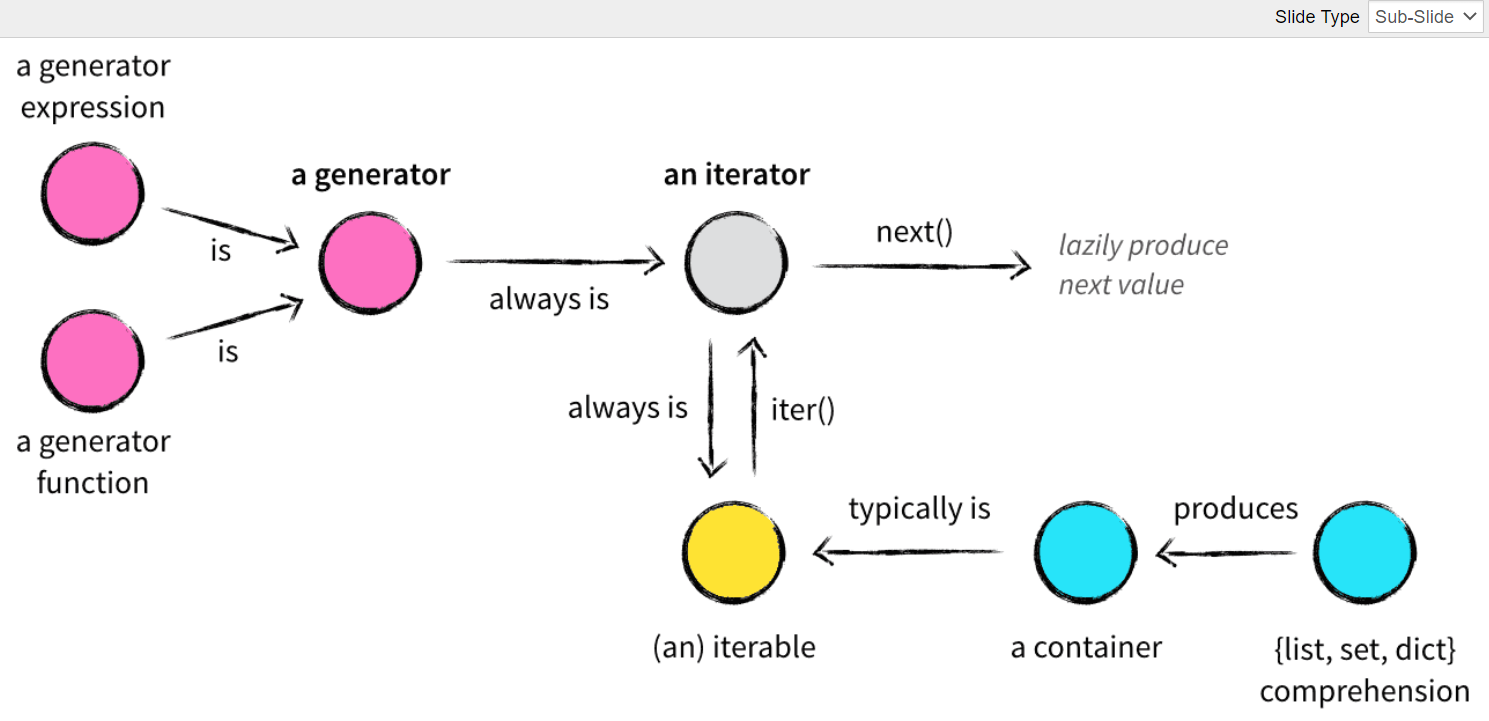 Slide Type Sub-Slide
a generator
expression
a generator
an iterator
is
next()
lazily produce
next value
always is
is
a generator
function
always is
iter()
typically is
produces
(an) iterable
a container
{list, set, dict}
comprehension